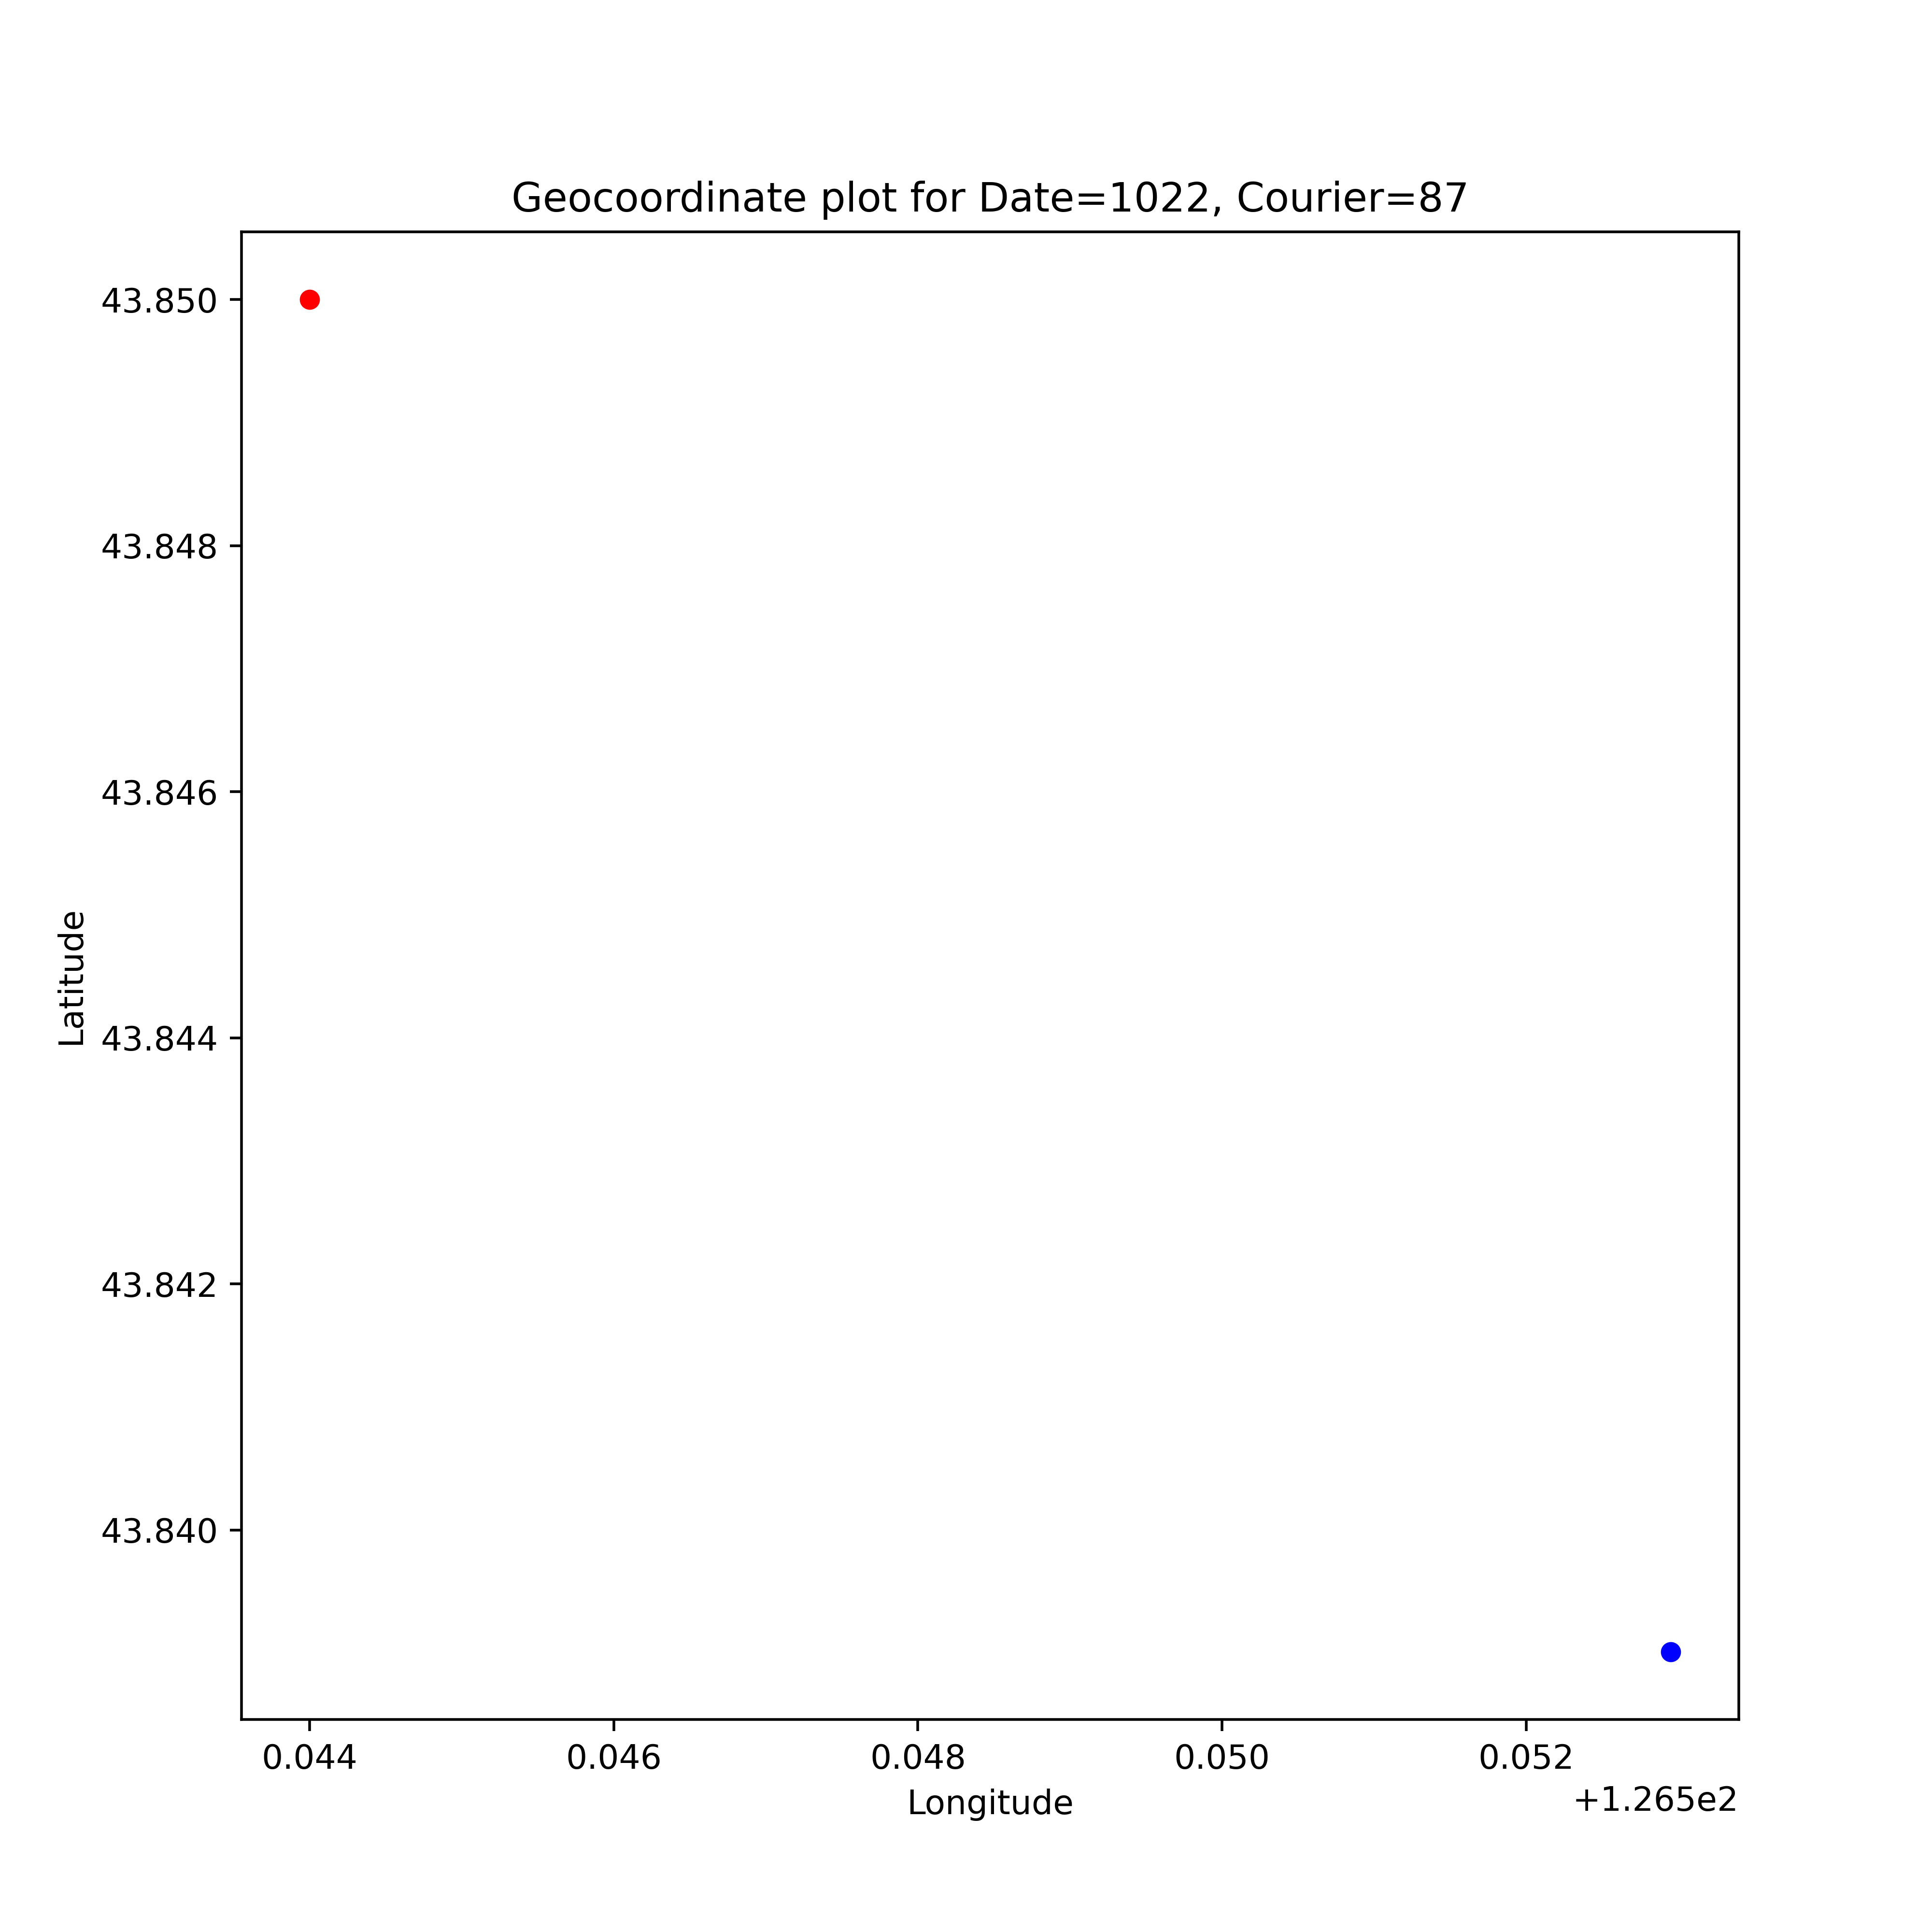 Geocoordinate plot for Date=1022, Courier=87
43.850
43.848
43.846
43.844
43.842
43.840
Latitude
0.044 0.046 0.048 0.050 0.052
+1.265e2
Longitude